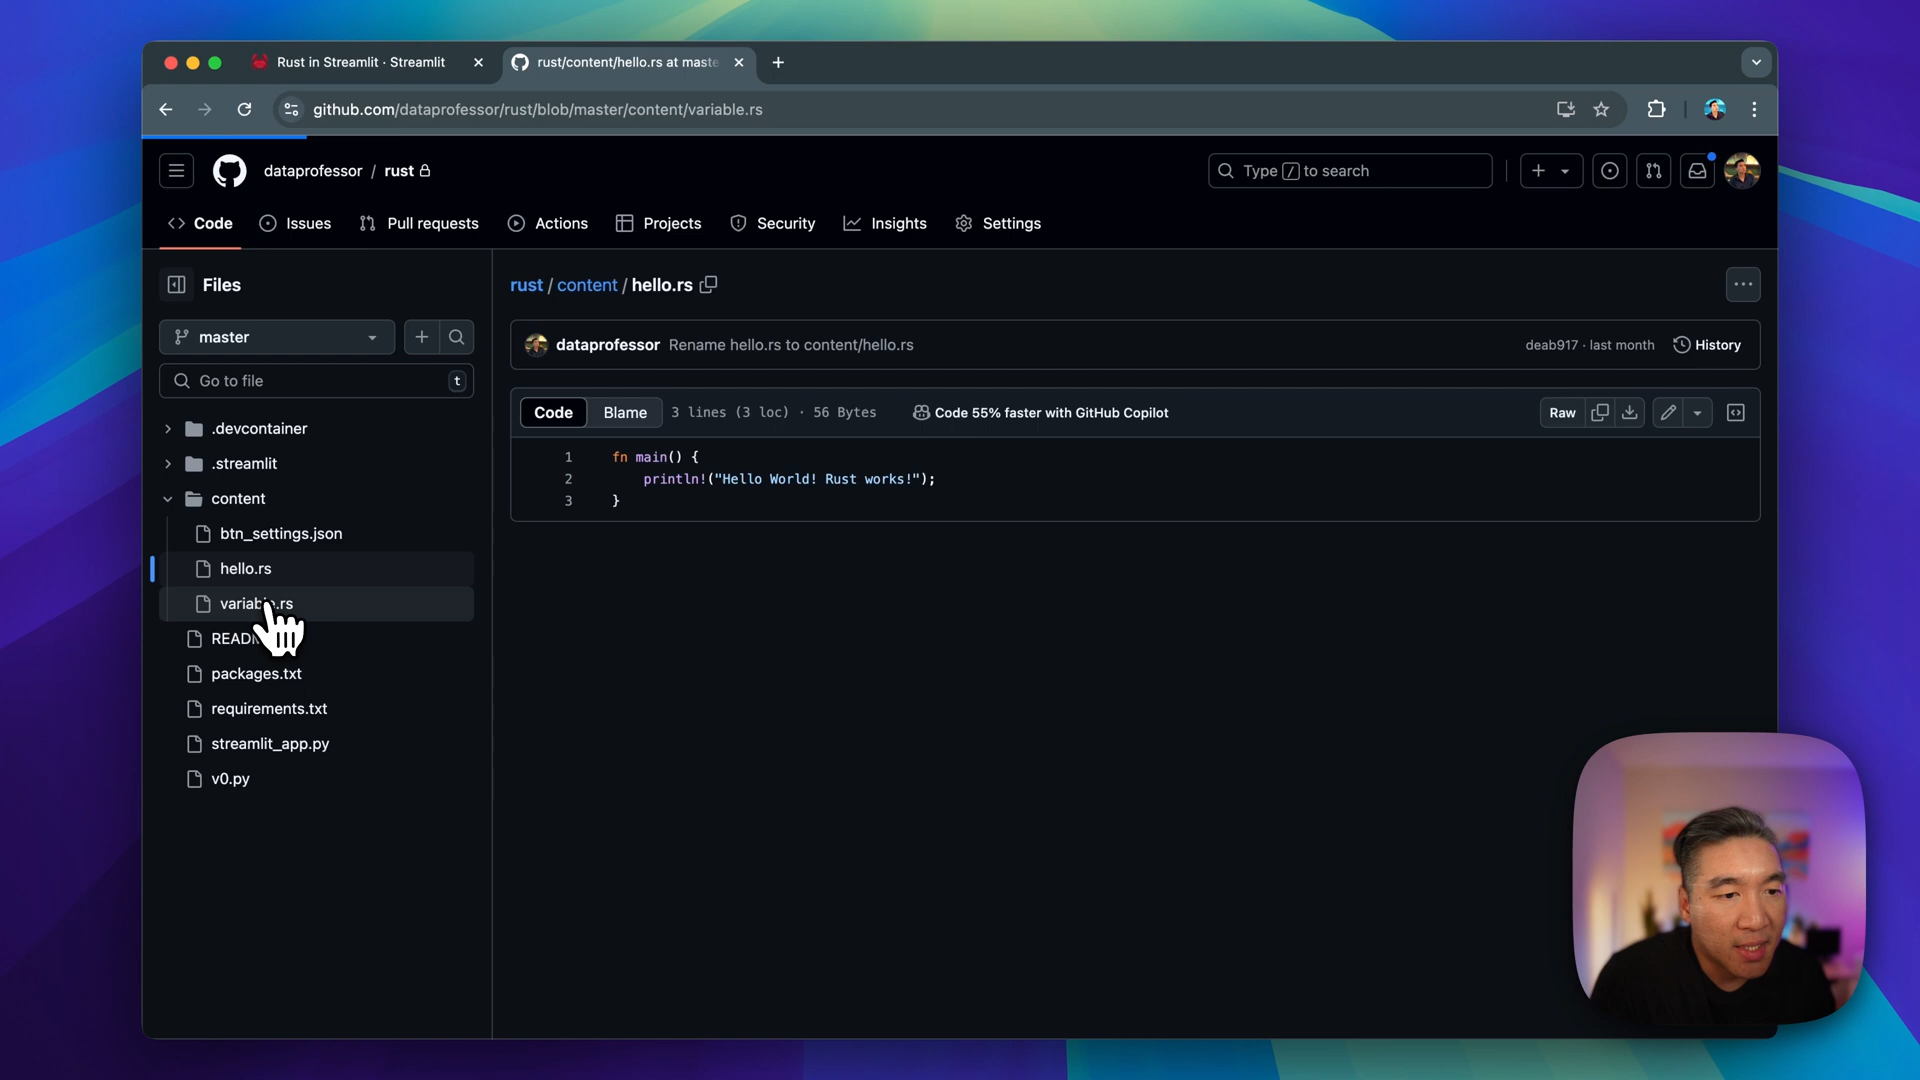 Rust in Streamlit · Streamlit
rust/content/hello.rs at maste
github.com/dataprofessor/rust/blob/master/content/variable.rs
dataprofessor / rust
Type / to search
Code
Issues
Pull requests
Actions
Projects
Security
Insights
Settings
Files
master
Go to file
t
.devcontainer
.streamlit
content
btn_settings.json
hello.rs
packages.txt
requirements.txt
streamlit_app.py
v0.py
rust / content / hello.rs
dataprofessor Rename hello.rs to content/hello.rs
deab917 · last month
History
Code
Blame
3 lines (3 loc) · 56 Bytes
Code 55% faster with GitHub Copilot
Raw
1 fn main() {
2 println!("Hello World! Rust works!");
3 }